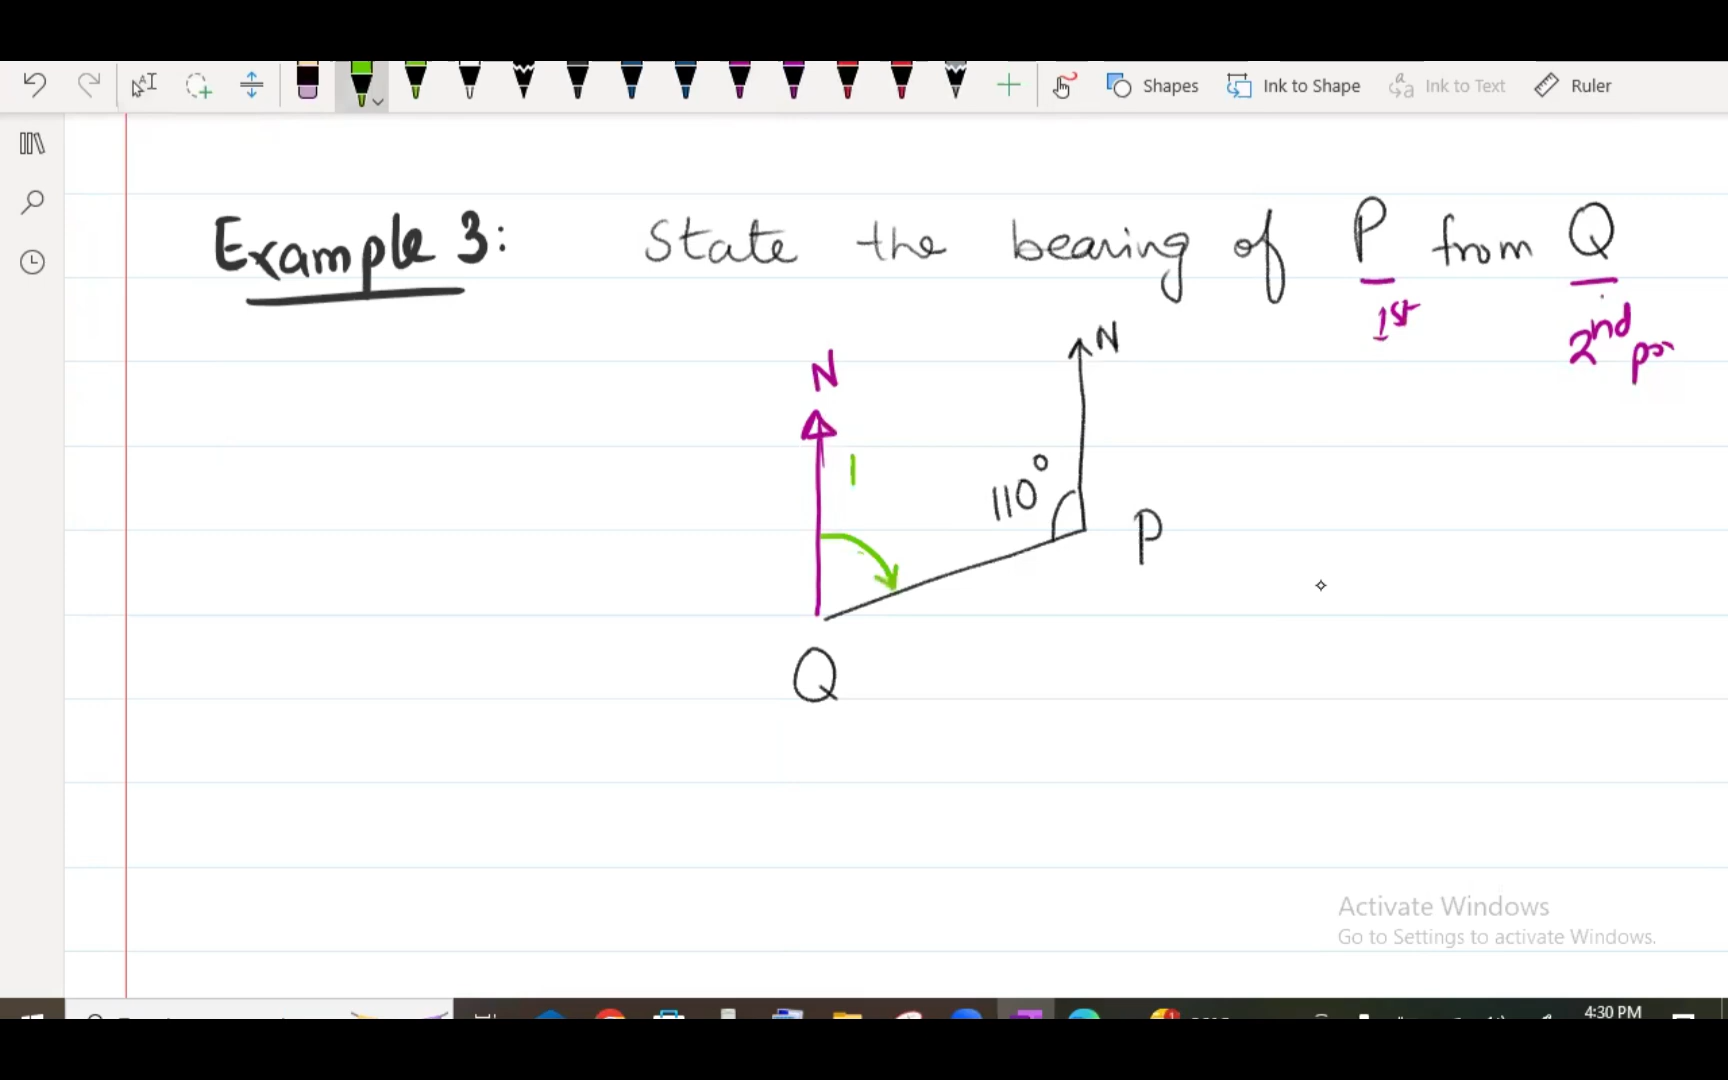 Shapes
Ink to Shape
Ink to Text
Ruler
Example 3: State the bearing of P from Q
1st
2nd
N
N
110°
P
Q
Activate Windows
Go to Settings to activate Windows.
4:30 PM